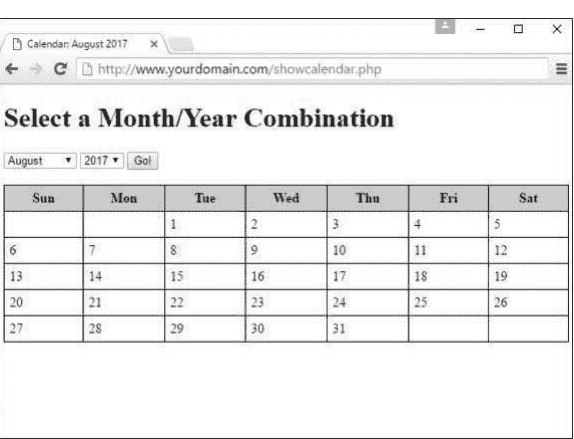 Calendar: August 2017 ×
http://www.yourdomain.com/showcalendar.php
Select a Month/Year Combination
August 2017 Go!
Sun Mon Tue Wed Thu Fri Sat
1 2 3 4 5
6 7 8 9 10 11 12
13 14 15 16 17 18 19
20 21 22 23 24 25 26
27 28 29 30 31